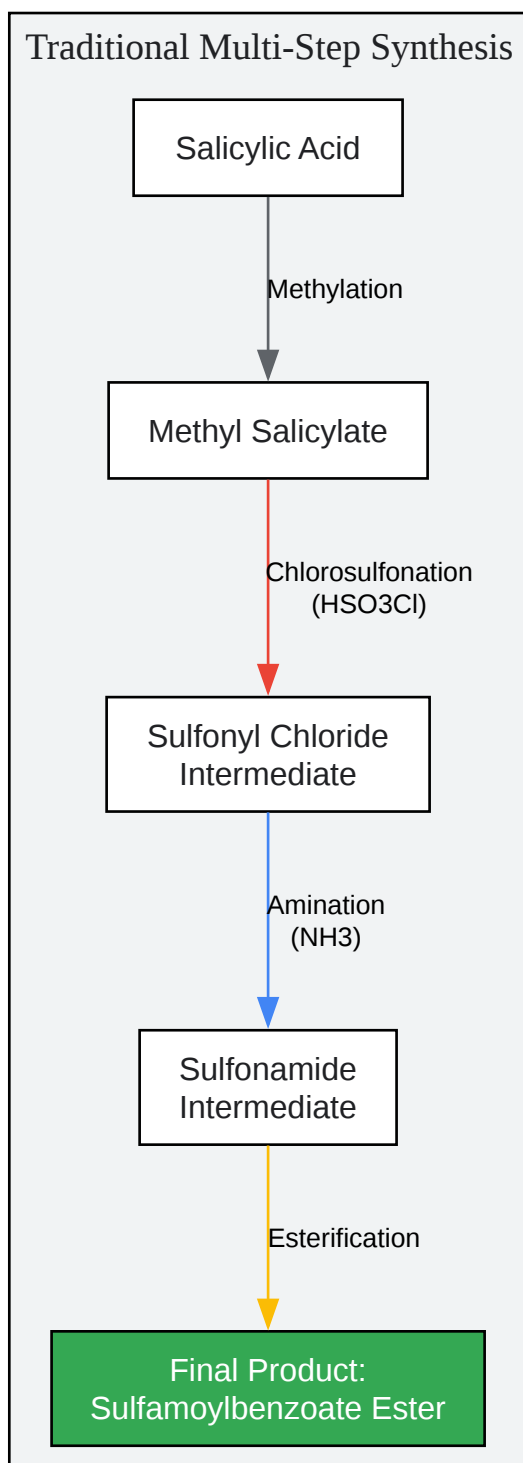 Traditional Multi-Step Synthesis
Salicylic Acid
Methylation
Methyl Salicylate
Chlorosulfonation
(HSO3Cl)
Sulfonyl Chloride
Intermediate
Amination
(NH3)
Sulfonamide
Intermediate
Esterification
Final Product:
Sulfamoylbenzoate Ester